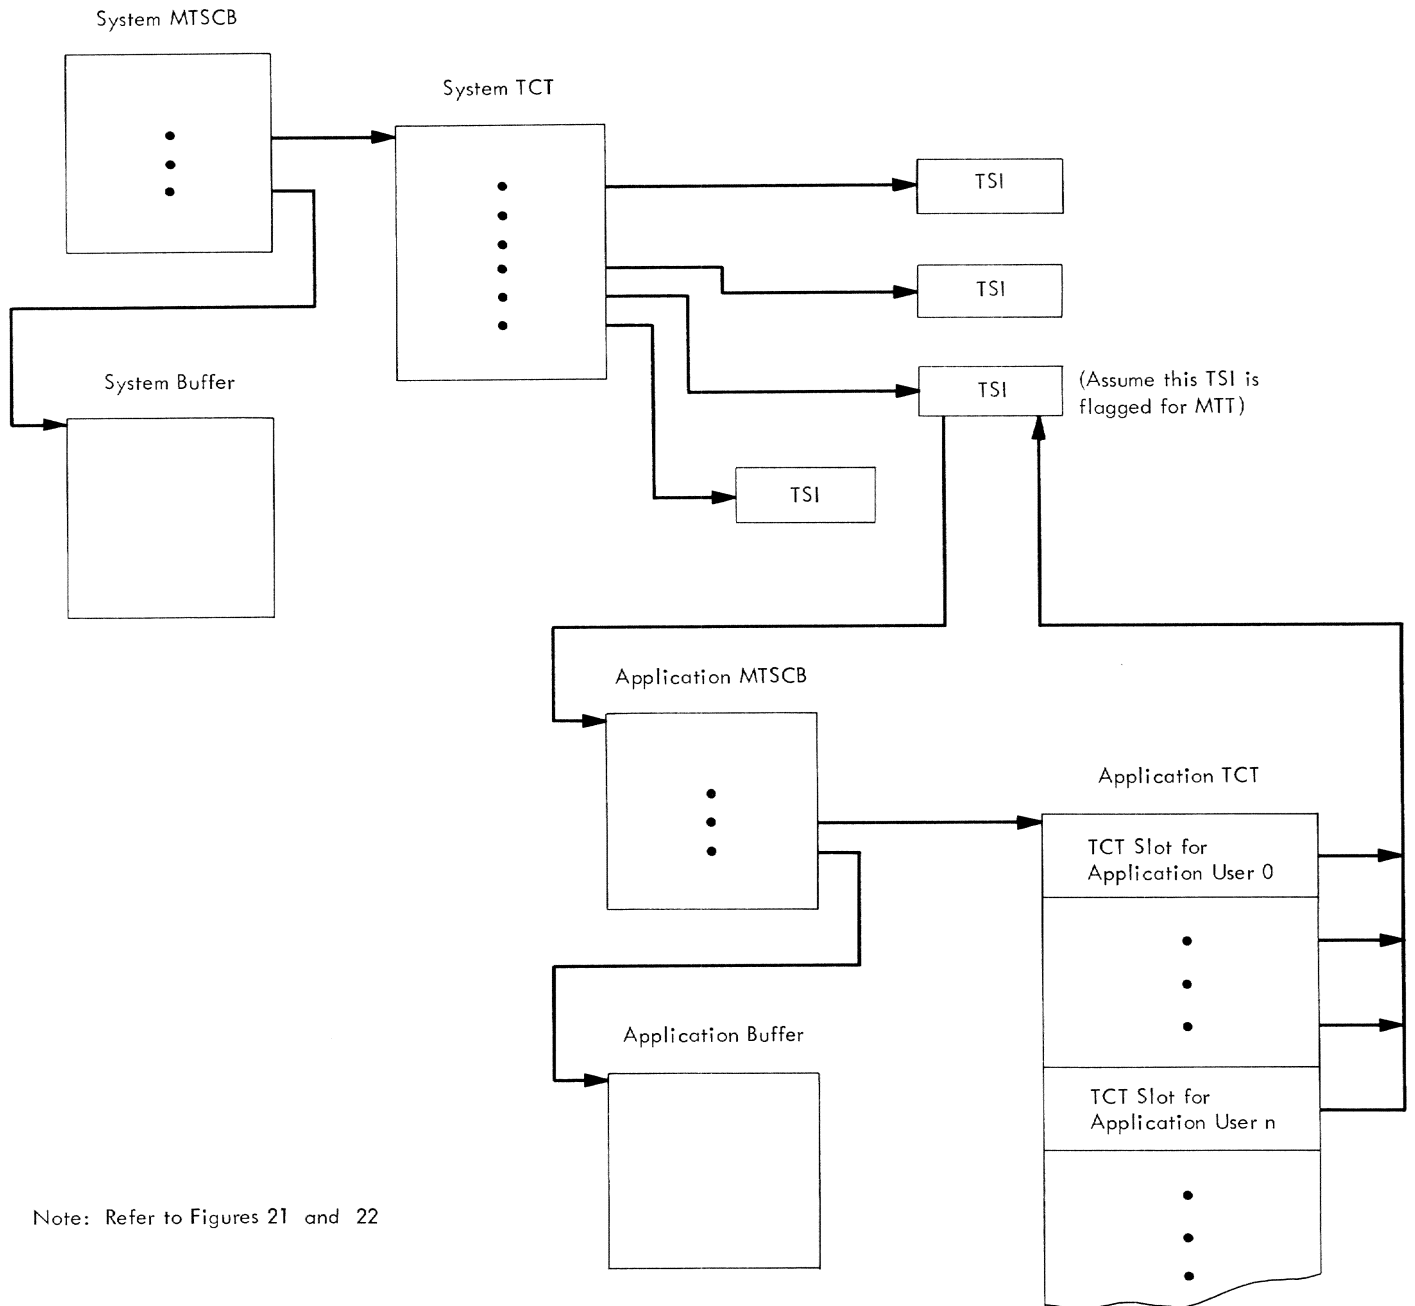 System MTSCB
System TCT
TSI
TSI
System Buffer
TSI
(Assume this TSI is
flagged for MTT)
TSI
Application MTSCB
Application TCT
TCT Slot for
Application User 0
Application Buffer
TCT Slot for
Application User n
Note: Refer to Figures 21 and 22